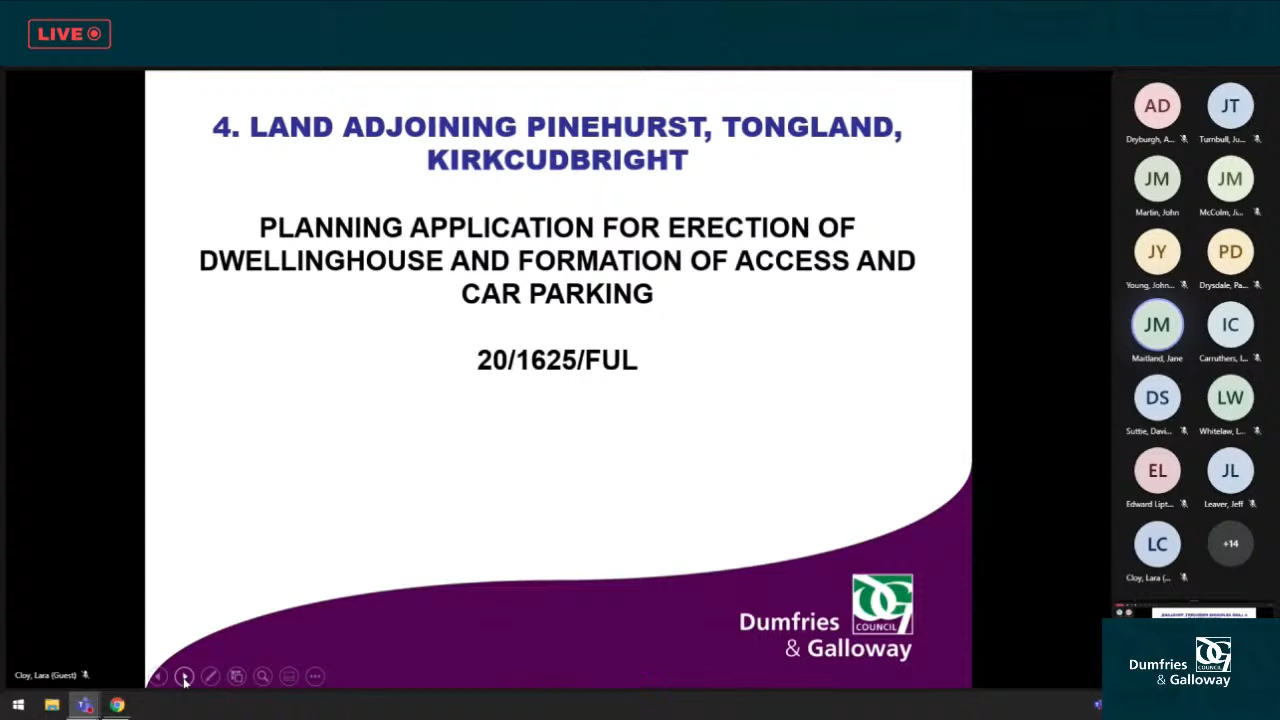 LIVE
4. LAND ADJOINING PINEHURST, TONGLAND,
KIRKCUDBRIGHT
PLANNING APPLICATION FOR ERECTION OF
DWELLINGHOUSE AND FORMATION OF ACCESS AND
CAR PARKING
20/1625/FUL
Dumfries
& Galloway
COUNCIL
Cloy, Lara (Guest)
AD
JT
Dryburgh, A...
Turnbull, Ju...
JM
JM
Martin, John
McColm, Ji...
JY
PD
Young, John...
Drysdale, Pa...
JM
IC
Maitland, Jane
Carruthers, I...
DS
LW
Suttie, Davi...
Whitelaw, L...
EL
JL
Edward Lipt...
Leaver, Jeff
LC
+14
Cloy, Lara (...
Dumfries
& Galloway
COUNCIL